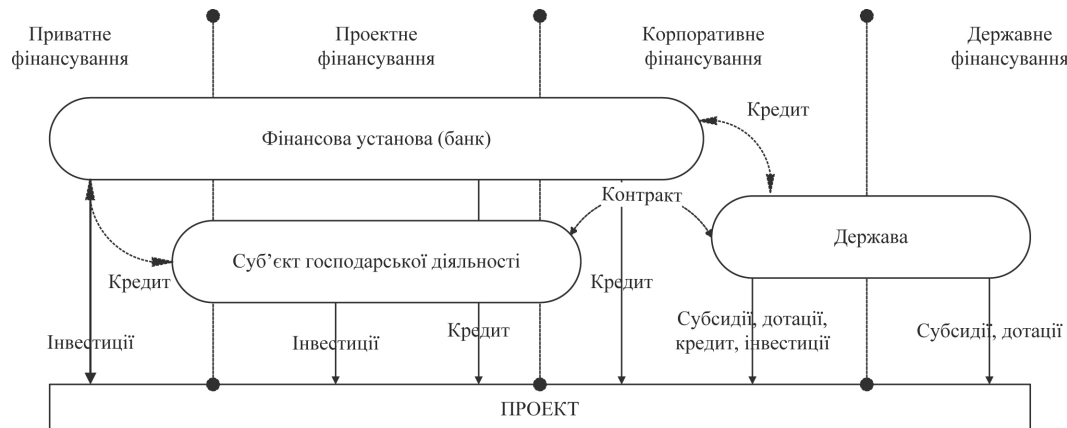 Приватне
фінансування
Проектне
фінансування
Корпоративне
фінансування
Державне
фінансування
Кредит
Фінансова установа (банк)
Контракт
Держава
Суб’єкт господарської діяльності
Кредит
Кредит
Інвестиції
Інвестиції
Кредит
Субсидії, дотації,
кредит, інвестиції
Субсидії, дотації
ПРОЕКТ